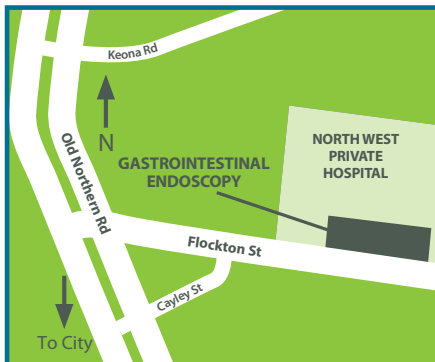 Keona Rd
N
Old Northern Rd
NORTH WEST
PRIVATE
HOSPITAL
GASTROINTESTINAL
ENDOSCOPY
Flockton St
Cayley St
To City